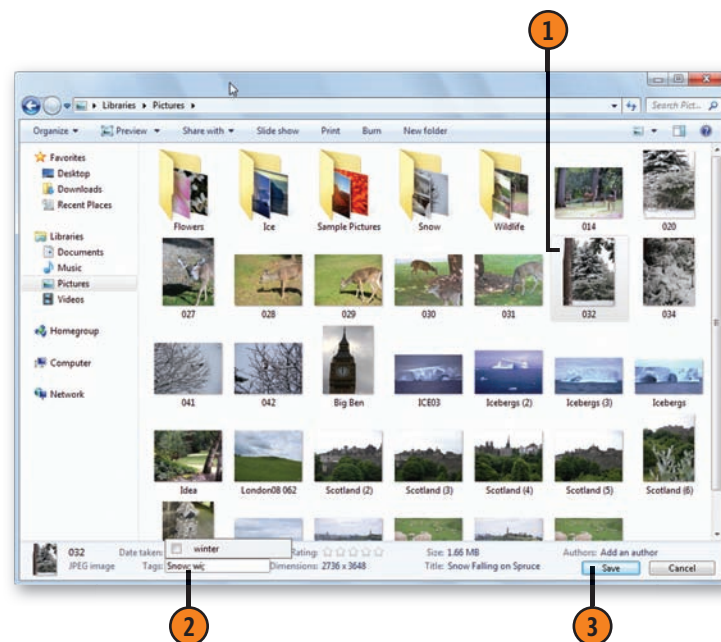 1
Libraries ▸ Pictures ▸
Search Pict...
Organize ▾ Preview ▾ Share with ▾ Slide show Print Burn New folder
Favorites
Desktop
Downloads
Recent Places
Libraries
Documents
Music
Pictures
Videos
Homegroup
Computer
Network
Flowers Ice Sample Pictures Snow Wildlife 014 020
027 028 029 030 031 032 034
041 042 Big Ben ICE03 Icebergs (2) Icebergs (3) Icebergs
Idea London08 062 Scotland (2) Scotland (3) Scotland (4) Scotland (5) Scotland (6)
032 Date taken: winter Rating: Size: 1.66 MB Authors: Add an author
JPEG image Tags: Snow; wi; Dimensions: 2736 x 3648 Title: Snow Falling on Spruce Save Cancel
2 3